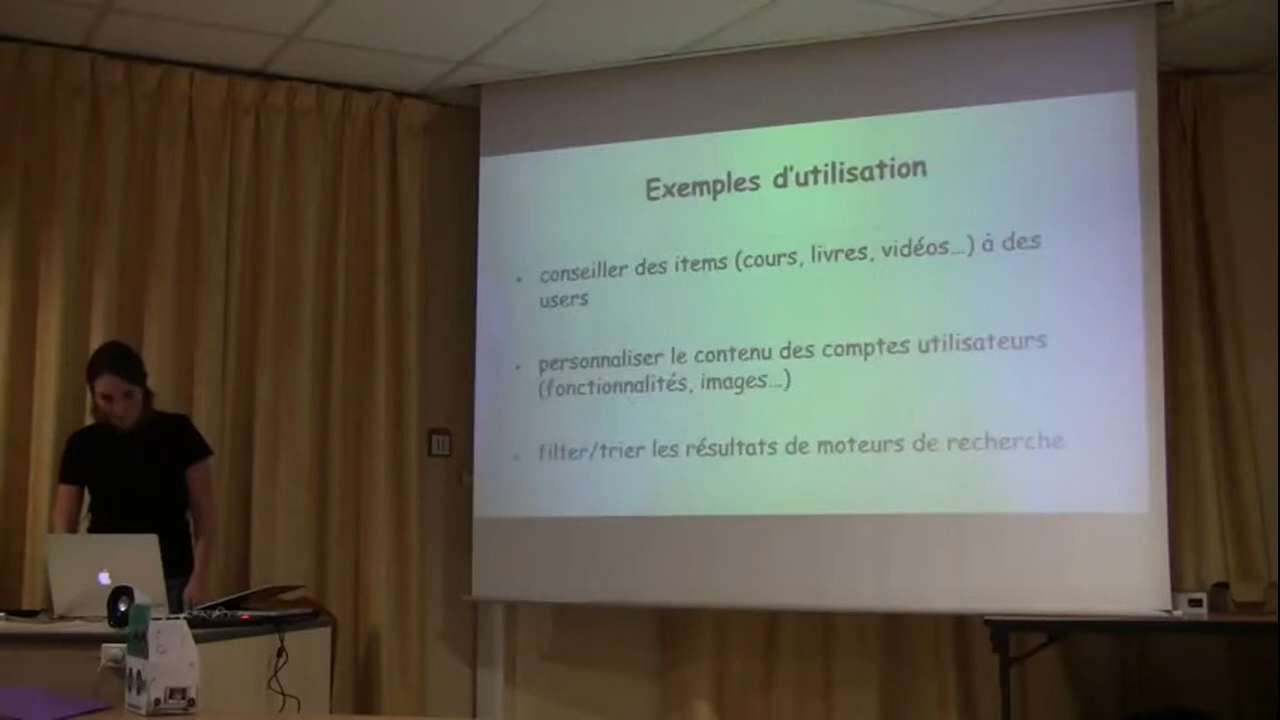 Exemples d'utilisation
• conseiller des items (cours, livres, vidéos...) à des
users
• personnaliser le contenu des comptes utilisateurs
(fonctionnalités, images...)
• filter/trier les résultats de moteurs de recherche